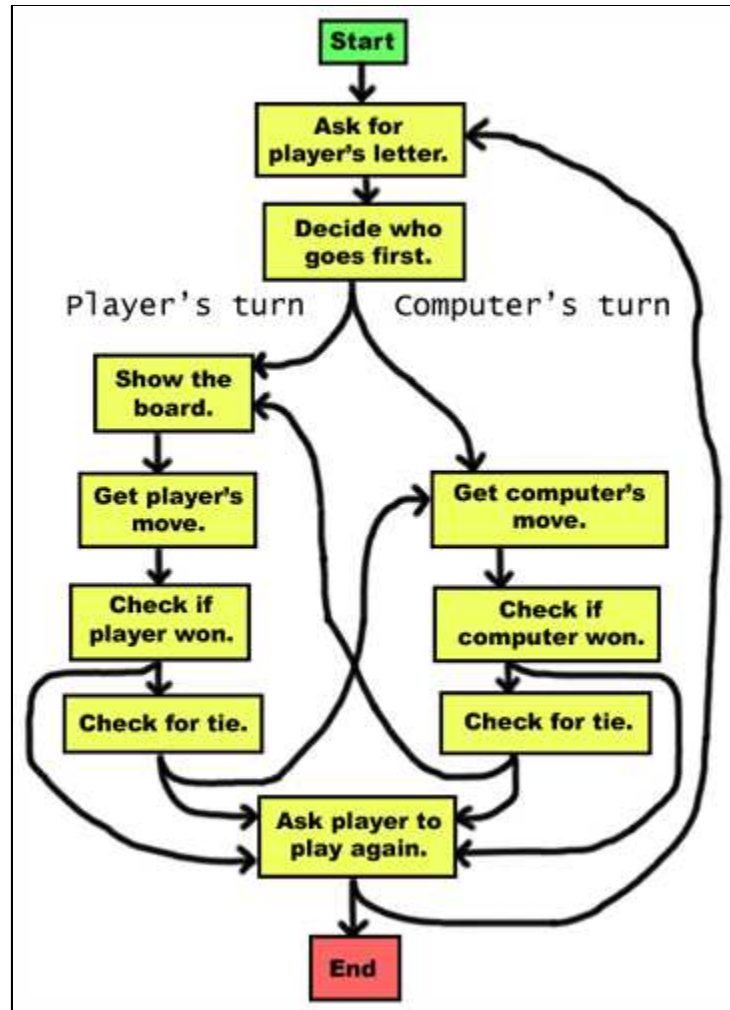 Start
Ask for
player's letter.
Decide who
goes first.
Player's turn
Computer's turn
Show the
board.
Get player's
move.
Get computer's
move.
Check if
player won.
Check if
computer won.
Check for tie.
Check for tie.
Ask player to
play again.
End